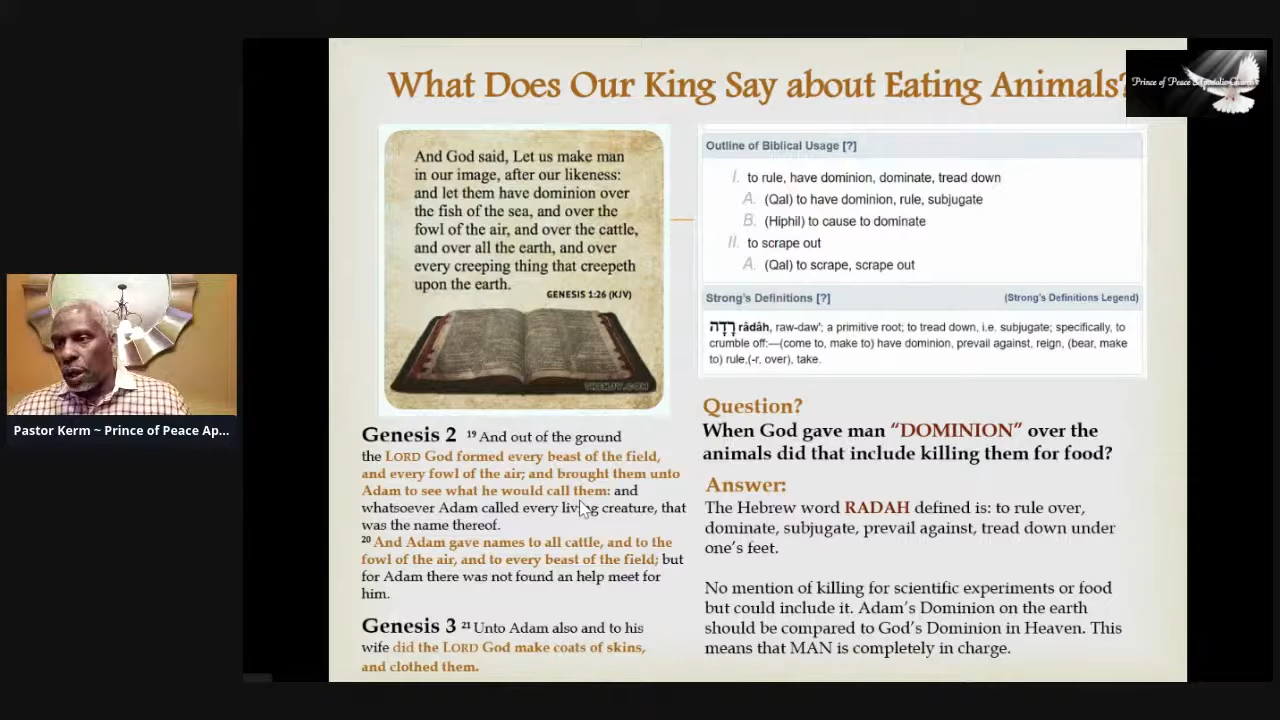 What Does Our King Say about Eating Animals?
Prince of Peace Apostolic Church
And God said, Let us make man
in our image, after our likeness:
and let them have dominion over
the fish of the sea, and over the
fowl of the air, and over the cattle,
and over all the earth, and over
every creeping thing that creepeth
upon the earth.
GENESIS 1:26 (KJV)
THEKJV.COM
Outline of Biblical Usage [?]
I. to rule, have dominion, dominate, tread down
A. (Qal) to have dominion, rule, subjugate
B. (Hiphil) to cause to dominate
II. to scrape out
A. (Qal) to scrape, scrape out
Strong's Definitions [?] (Strong's Definitions Legend)
רָדָה râdâh, raw-daw'; a primitive root; to tread down, i.e. subjugate; specifically, to
crumble off:—(come to, make to) have dominion, prevail against, reign, (bear, make
to) rule,(-r, over), take.
Genesis 2 19 And out of the ground
the LORD God formed every beast of the field,
and every fowl of the air; and brought them unto
Adam to see what he would call them: and
whatsoever Adam called every living creature, that
was the name thereof.
20 And Adam gave names to all cattle, and to the
fowl of the air, and to every beast of the field; but
for Adam there was not found an help meet for
him.
Genesis 3 21 Unto Adam also and to his
wife did the LORD God make coats of skins,
and clothed them.
Question?
When God gave man “DOMINION” over the
animals did that include killing them for food?
Answer:
The Hebrew word RADAH defined is: to rule over,
dominate, subjugate, prevail against, tread down under
one’s feet.
No mention of killing for scientific experiments or food
but could include it. Adam’s Dominion on the earth
should be compared to God’s Dominion in Heaven. This
means that MAN is completely in charge.
Pastor Kerm ~ Prince of Peace Ap...